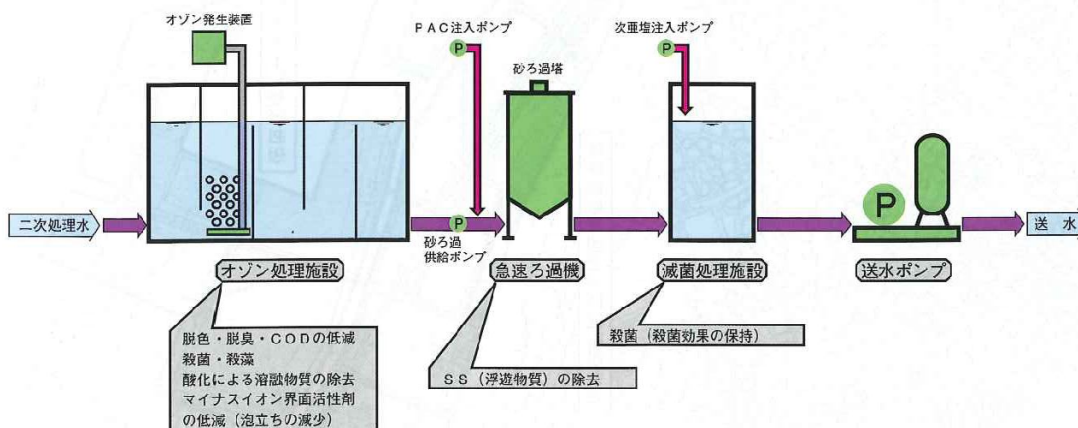 オゾン発生装置
PAC注入ポンプ
P
砂ろ過塔
次亜塩注入ポンプ
P
二次処理水
P
砂ろ過
供給ポンプ
P
送 水
オゾン処理施設
急速ろ過機
滅菌処理施設
送水ポンプ
脱色・脱臭・CODの低減
殺菌・殺藻
酸化による溶融物質の除去
マイナスイオン界面活性剤
の低減（泡立ちの減少）
SS（浮遊物質）の除去
殺菌（殺菌効果の保持）